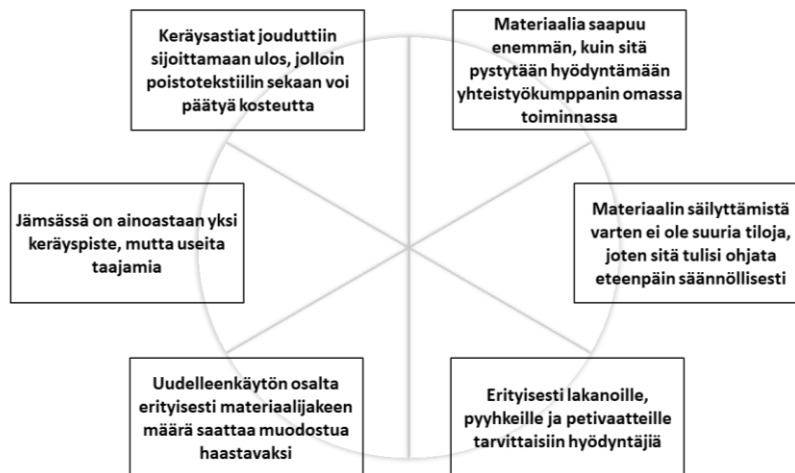 Keräysastiat jouduttiin
sijoittamaan ulos, jolloin
poistotekstiilin sekaan voi
päätyä kosteutta
Materiaalia saapuu
enemmän, kuin sitä
pystytään hyödyntämään
yhteistyökumppanin omassa
toiminnassa
Jämsässä on ainoastaan yksi
keräyspiste, mutta useita
taajamia
Materiaalin säilyttämistä
varten ei ole suuria tiloja,
joten sitä tulisi ohjata
eteenpäin säännöllisesti
Uudelleenkäytön osalta
erityisesti materiaalijakeen
määrä saattaa muodostua
haastavaksi
Erityisesti lakanoille,
pyyhkeille ja petivaatteille
tarvittaisiin hyödyntäjiä